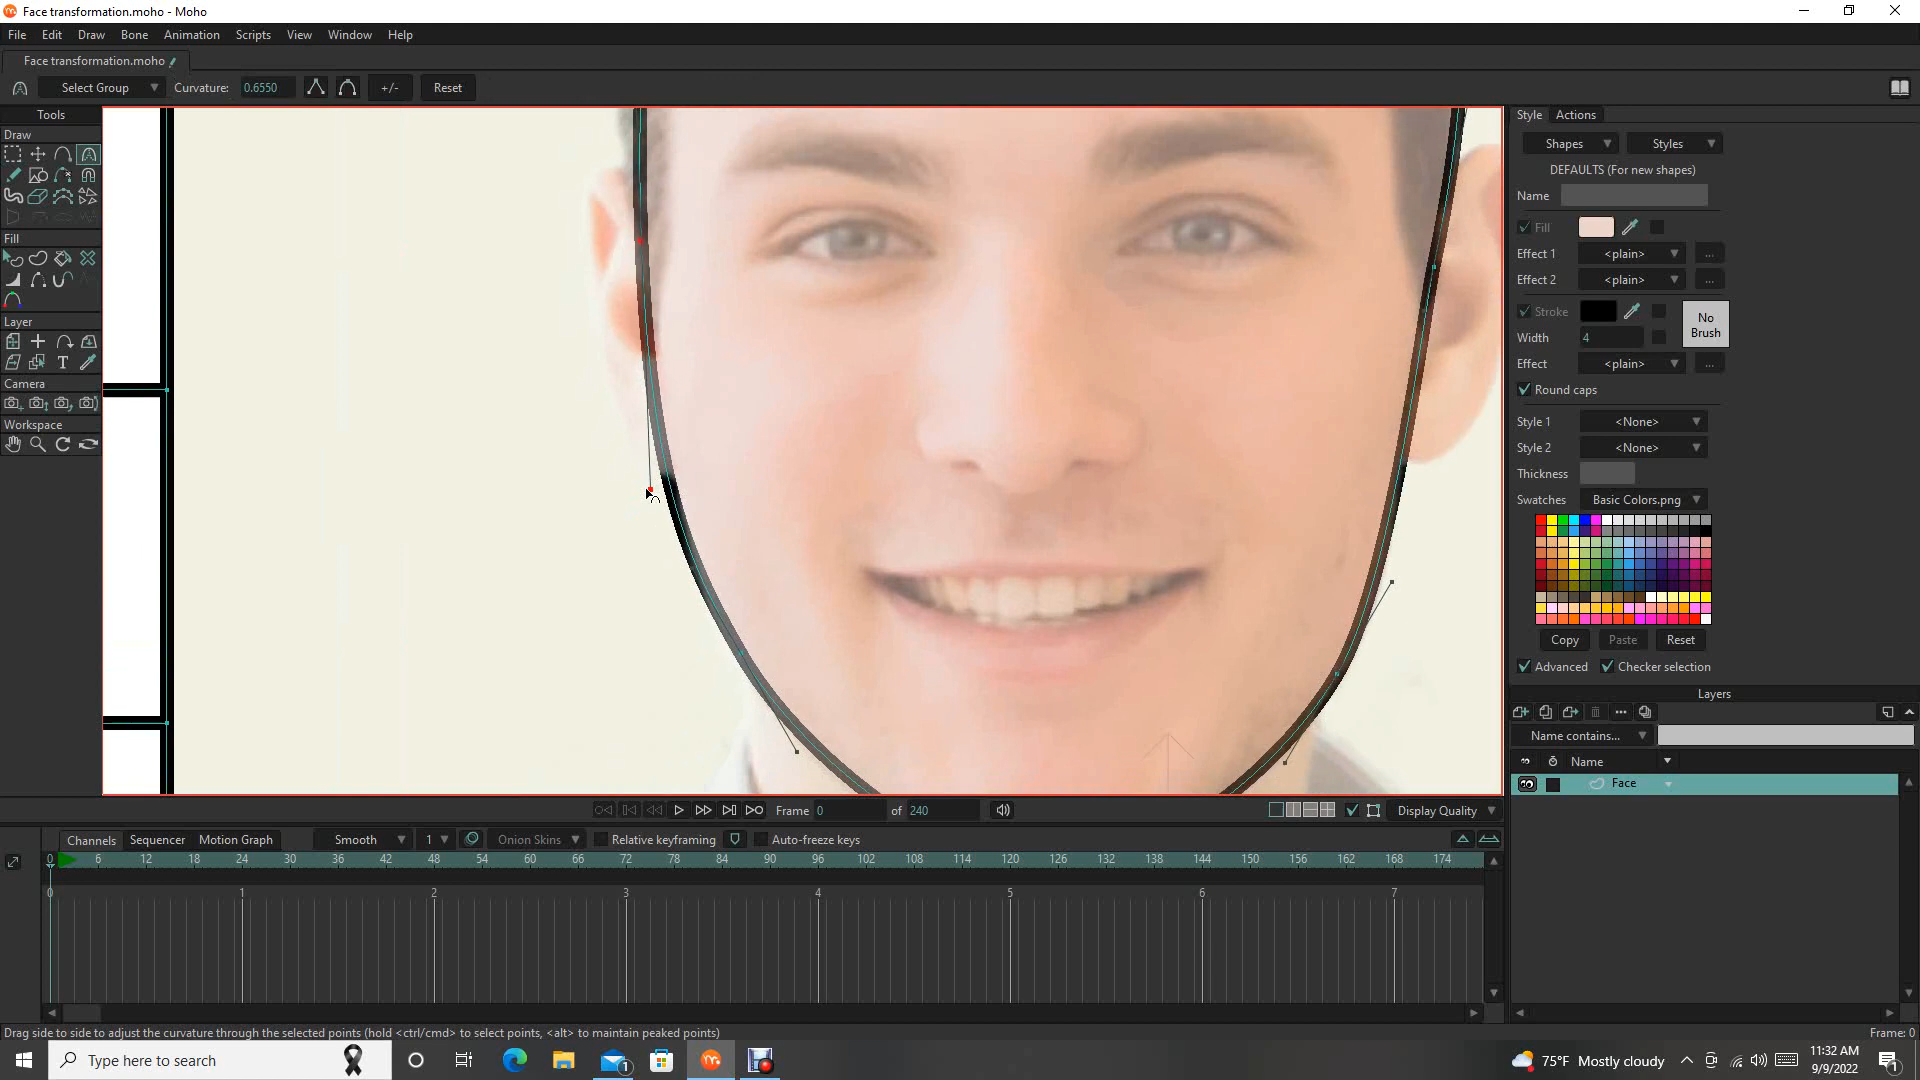 Face transformation.moho - Moho
File Edit Draw Bone Animation Scripts View Window Help
Face transformation.moho
Select Group Curvature: 0.6550 +/- Reset
Tools
Draw
Fill
Layer
Camera
Workspace
Style Actions
Shapes Styles
DEFAULTS (For new shapes)
Name
Fill
Effect 1 <plain> ...
Effect 2 <plain> ...
Stroke
No Brush
Width 4
Effect <plain> ...
Round caps
Style 1 <None>
Style 2 <None>
Thickness
Swatches Basic Colors.png
Copy Paste Reset
Advanced Checker selection
Layers
Name contains...
Name
Face
Frame 0 of 240 Display Quality
Channels Sequencer Motion Graph Smooth 1 Onion Skins Relative keyframing Auto-freeze keys
0 6 12 18 24 30 36 42 48 54 60 66 72 78 84 90 96 102 108 114 120 126 132 138 144 150 156 162 168 174
0 1 2 3 4 5 6 7
Drag side to side to adjust the curvature through the selected points (hold <ctrl/cmd> to select points, <alt> to maintain peaked points) Frame: 0
Type here to search 1 75°F Mostly cloudy 11:32 AM 1
9/9/2022